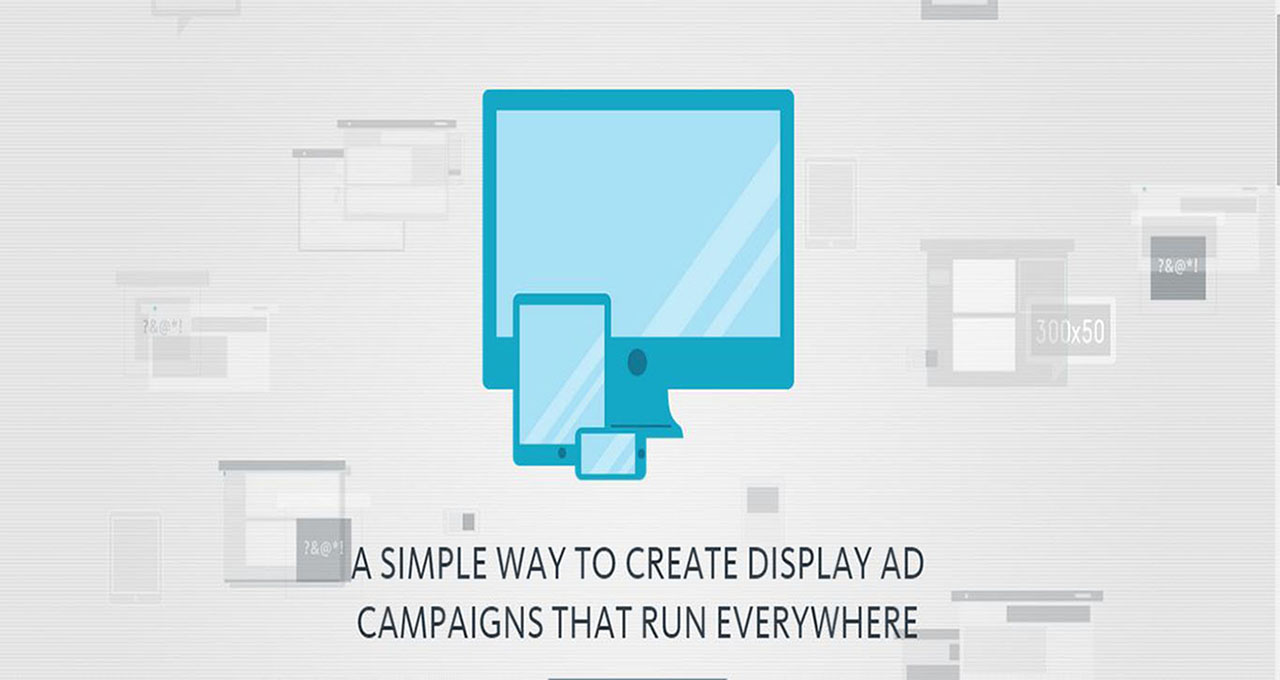 ?&@*!
?&@*!
300x50
?&@*!
A SIMPLE WAY TO CREATE DISPLAY AD
CAMPAIGNS THAT RUN EVERYWHERE